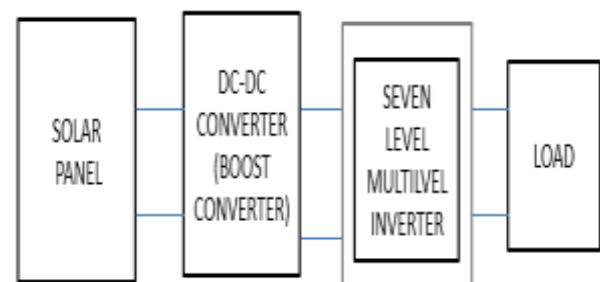 SOLAR
PANEL
DC-DC
CONVERTER
(BOOST
CONVERTER)
SEVEN
LEVEL
MULTILVEL
INVERTER
LOAD